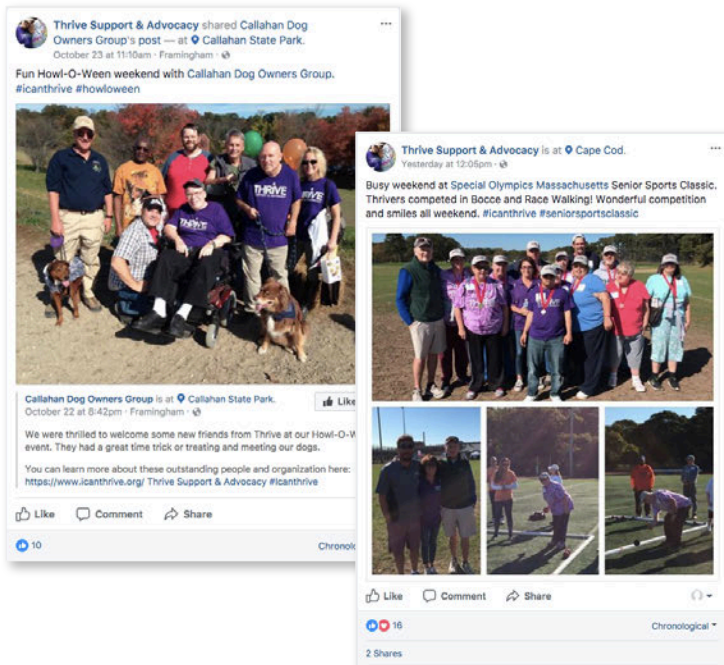 Thrive Support & Advocacy shared Callahan Dog
Owners Group's post — at Callahan State Park.
October 23 at 11:10am · Framingham ·
Fun Howl-O-Ween weekend with Callahan Dog Owners Group.
#icanthrive #howloween
THRIVE
Callahan Dog Owners Group is at Callahan State Park.
October 22 at 8:42pm · Framingham ·
Like
We were thrilled to welcome some new friends from Thrive at our Howl-O-W
event. They had a great time trick or treating and meeting our dogs.
You can learn more about these outstanding people and organization here:
https://www.icanthrive.org/ Thrive Support & Advocacy #icanthrive
Like Comment Share
10
Chronolo
Thrive Support & Advocacy is at Cape Cod.
Yesterday at 12:05pm ·
Busy weekend at Special Olympics Massachusetts Senior Sports Classic.
Thrivers competed in Bocce and Race Walking! Wonderful competition
and smiles all weekend. #icanthrive #seniorsportsclassic
Like Comment Share
16
Chronological
2 Shares